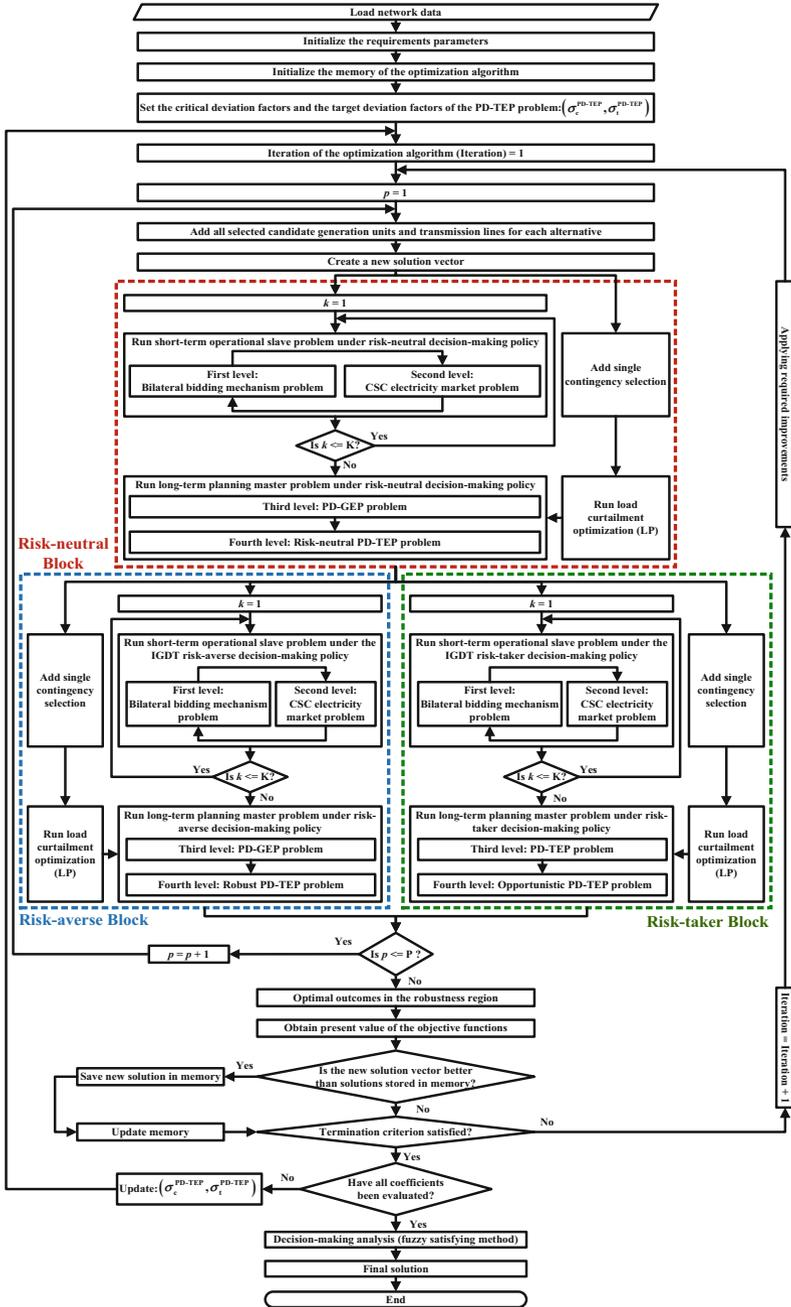 Load network data
Initialize the requirements parameters
Initialize the memory of the optimization algorithm
Set the critical deviation factors and the target deviation factors of the PD-TEP problem:(σ_c^PD-TEP, σ_t^PD-TEP)
Iteration of the optimization algorithm (Iteration) = 1
p = 1
Add all selected candidate generation units and transmission lines for each alternative
Create a new solution vector
k = 1
Run short-term operational slave problem under risk-neutral decision-making policy
First level:
Bilateral bidding mechanism problem
Second level:
CSC electricity market problem
Is k <= K?
Yes
No
Add single
contingency selection
Run long-term planning master problem under risk-neutral decision-making policy
Third level: PD-GEP problem
Fourth level: Risk-neutral PD-TEP problem
Run load
curtailment
optimization (LP)
Applying required improvements
Risk-neutral
Block
k = 1
Run short-term operational slave problem under the
IGDT risk-averse decision-making policy
First level:
Bilateral bidding mechanism
problem
Second level:
CSC electricity
market problem
Add single
contingency
selection
Yes
Is k <= K?
No
Run load
curtailment
optimization
(LP)
Run long-term planning master problem under risk-
averse decision-making policy
Third level: PD-GEP problem
Fourth level: Robust PD-TEP problem
Risk-averse Block
k = 1
Run short-term operational slave problem under the
IGDT risk-taker decision-making policy
First level:
Bilateral bidding mechanism
problem
Second level:
CSC electricity
market problem
Add single
contingency
selection
Is k <= K?
Yes
No
Run long-term planning master problem under risk-
taker decision-making policy
Third level: PD-TEP problem
Fourth level: Opportunistic PD-TEP problem
Run load
curtailment
optimization
(LP)
Risk-taker Block
Is p <= P ?
Yes
p = p + 1
No
Optimal outcomes in the robustness region
Obtain present value of the objective functions
Is the new solution vector better
than solutions stored in memory?
Yes
Save new solution in memory
No
Update memory
Termination criterion satisfied?
No
Iteration = Iteration + 1
Yes
Have all coefficients
been evaluated?
No
Update:(σ_c^PD-TEP, σ_t^PD-TEP)
Yes
Decision-making analysis (fuzzy satisfying method)
Final solution
End